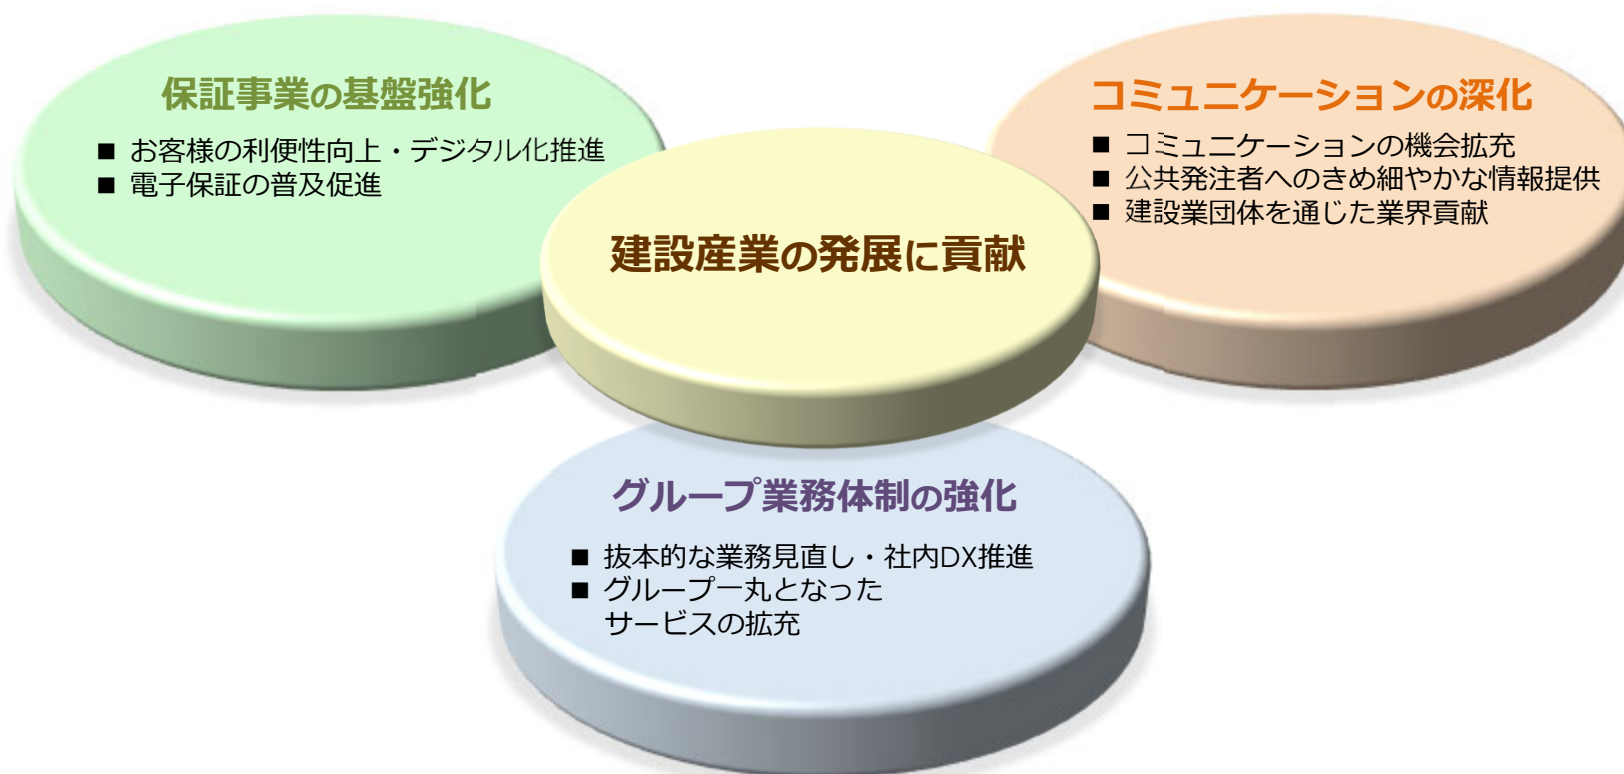 保証事業の基盤強化
■ お客様の利便性向上・デジタル化推進
■ 電子保証の普及促進
コミュニケーションの深化
■ コミュニケーションの機会拡充
■ 公共発注者へのきめ細やかな情報提供
■ 建設業団体を通じた業界貢献
建設産業の発展に貢献
グループ業務体制の強化
■ 抜本的な業務見直し・社内DX推進
■ グループ一丸となった
サービスの拡充